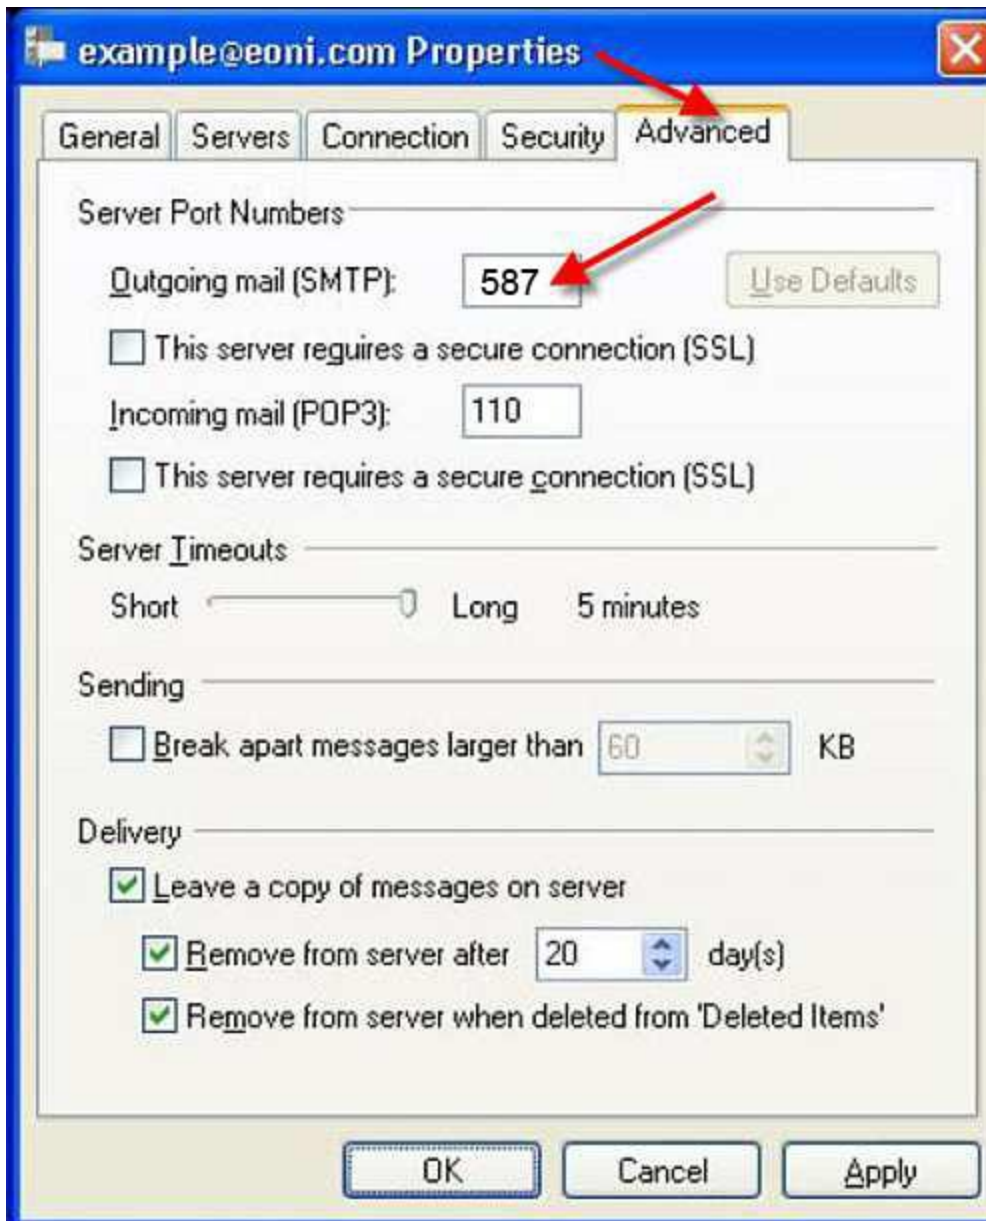 example@eoni.com Properties
General Servers Connection Security Advanced
Server Port Numbers
Outgoing mail (SMTP): 587 Use Defaults
This server reguires a secure connection (SSL)
Incoming mail (POP3): 110
This server requires a secure connection (SSL)
Server Timeouts
Short Long 5 minutes
Sending
Break apart messages larger than 60 KB
Delivery
Leave a copy of messages on server
Remove from server after 20 day(s)
Remove from server when deleted from 'Deleted Items'
OK Cancel Apply